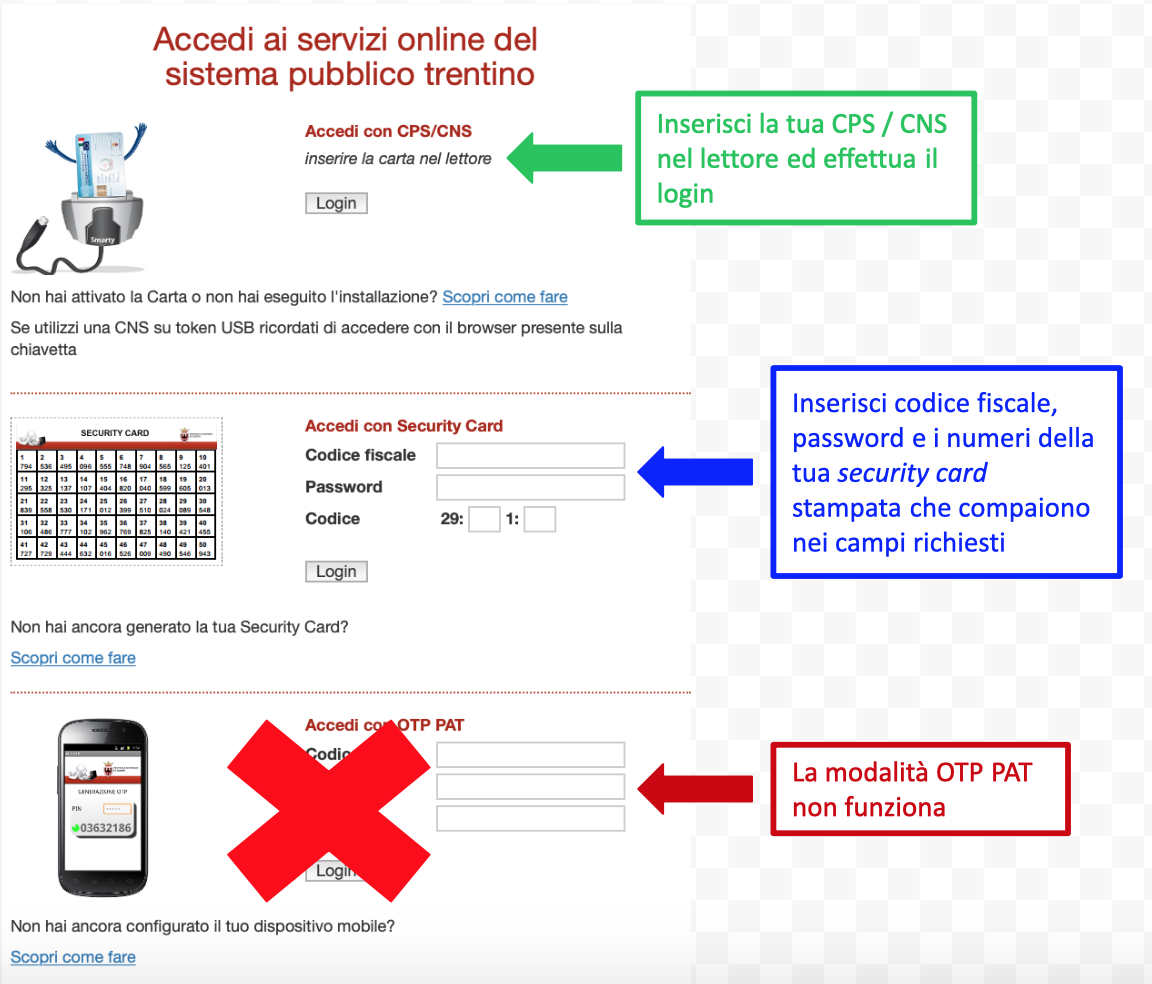 Accedi ai servizi online del
sistema pubblico trentino
Accedi con CPS/CNS
inserire la carta nel lettore
Login
Inserisci la tua CPS / CNS
nel lettore ed effettua il
login
Smarty
Non hai attivato la Carta o non hai eseguito l'installazione? Scopri come fare
Se utilizzi una CNS su token USB ricordati di accedere con il browser presente sulla
chiavetta
SECURITY CARD
1 2 3 4 5 6 7 8 9 10
794 536 495 096 555 748 904 565 125 401
11 12 13 14 15 16 17 18 19 20
295 325 137 107 404 820 040 599 605 013
21 22 23 24 25 26 27 28 29 30
839 558 530 171 012 399 510 024 089 548
31 32 33 34 35 36 37 38 39 40
106 486 777 102 962 769 825 140 421 455
41 42 43 44 45 46 47 48 49 50
727 729 444 632 016 526 009 490 546 943
Accedi con Security Card
Codice fiscale
Password
Codice 29: 1:
Login
Inserisci codice fiscale,
password e i numeri della
tua security card
stampata che compaiono
nei campi richiesti
Non hai ancora generato la tua Security Card?
Scopri come fare
GENERAZIONE OTP
PIN
03632186
Accedi con OTP PAT
Login
La modalità OTP PAT
non funziona
Non hai ancora configurato il tuo dispositivo mobile?
Scopri come fare